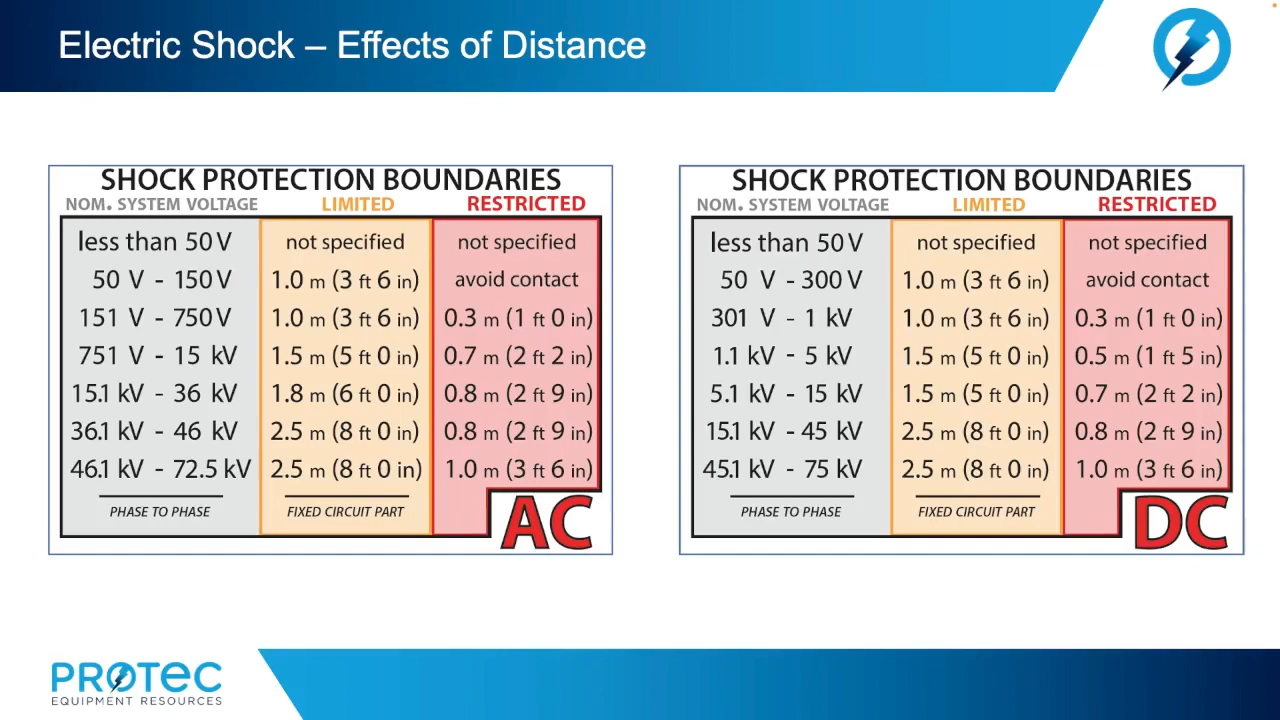 Electric Shock – Effects of Distance
SHOCK PROTECTION BOUNDARIES
NOM. SYSTEM VOLTAGE LIMITED RESTRICTED
less than 50 V not specified not specified
50 V - 150 V 1.0 m (3 ft 6 in) avoid contact
151 V - 750 V 1.0 m (3 ft 6 in) 0.3 m (1 ft 0 in)
751 V - 15 kV 1.5 m (5 ft 0 in) 0.7 m (2 ft 2 in)
15.1 kV - 36 kV 1.8 m (6 ft 0 in) 0.8 m (2 ft 9 in)
36.1 kV - 46 kV 2.5 m (8 ft 0 in) 0.8 m (2 ft 9 in)
46.1 kV - 72.5 kV 2.5 m (8 ft 0 in) 1.0 m (3 ft 6 in)
PHASE TO PHASE FIXED CIRCUIT PART AC
SHOCK PROTECTION BOUNDARIES
NOM. SYSTEM VOLTAGE LIMITED RESTRICTED
less than 50 V not specified not specified
50 V - 300 V 1.0 m (3 ft 6 in) avoid contact
301 V - 1 kV 1.0 m (3 ft 6 in) 0.3 m (1 ft 0 in)
1.1 kV - 5 kV 1.5 m (5 ft 0 in) 0.5 m (1 ft 5 in)
5.1 kV - 15 kV 1.5 m (5 ft 0 in) 0.7 m (2 ft 2 in)
15.1 kV - 45 kV 2.5 m (8 ft 0 in) 0.8 m (2 ft 9 in)
45.1 kV - 75 kV 2.5 m (8 ft 0 in) 1.0 m (3 ft 6 in)
PHASE TO PHASE FIXED CIRCUIT PART DC
PROTEC
EQUIPMENT RESOURCES